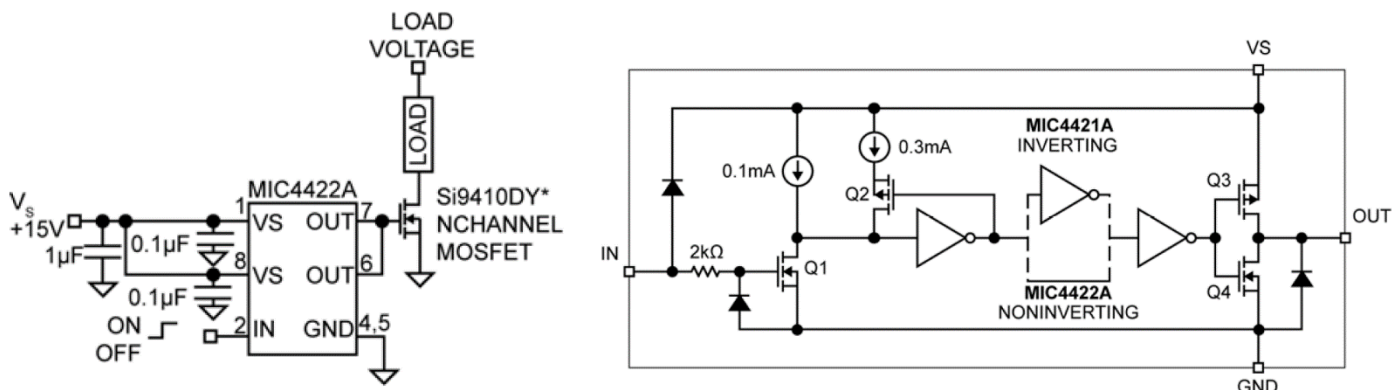 LOAD
VOLTAGE
LOAD
MIC4422A
Si9410DY*
NCHANNEL
MOSFET
VS
+15V
1µF
0.1µF
0.1µF
1
VS
OUT
7
8
VS
OUT
6
2
IN
GND
4,5
ON
OFF
VS
MIC4421A
INVERTING
0.1mA
0.3mA
Q2
Q3
OUT
IN
2kΩ
Q1
Q4
MIC4422A
NONINVERTING
GND